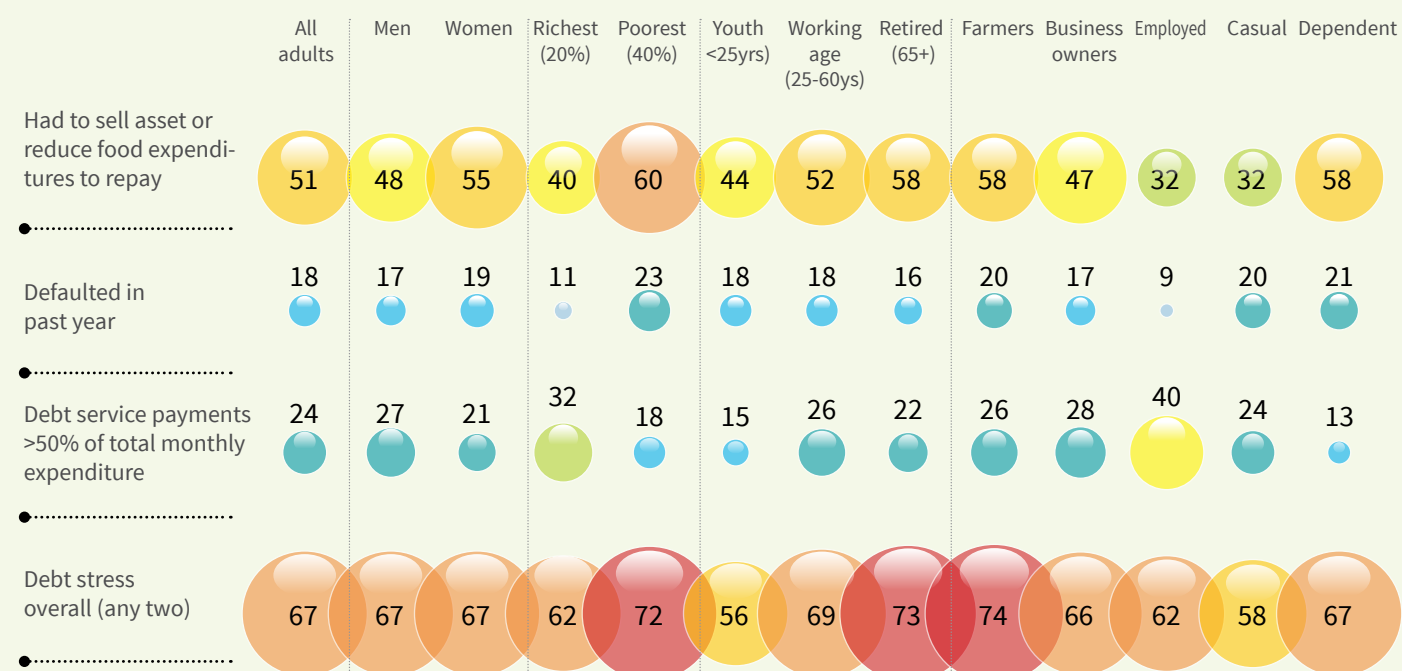 All Men Women Richest Poorest Youth Working Retired Farmers Business Employed Casual Dependent
adults (20%) (40%) <25yrs) age (65+) owners
(25-60ys)
Had to sell asset or
reduce food expendi-
tures to repay
51 48 55 40 60 44 52 58 58 47 32 32 58
18 17 19 11 23 18 18 16 20 17 9 20 21
Defaulted in
past year
24 27 21 32 18 15 26 22 26 28 40 24 13
Debt service payments
>50% of total monthly
expenditure
Debt stress
overall (any two)
67 67 67 62 72 56 69 73 74 66 62 58 67